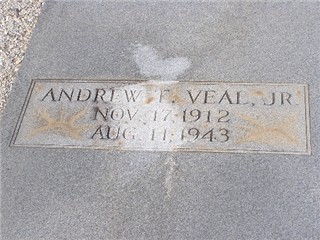 ANDREW F. VEAL, JR.
NOV. 17, 1912
AUG. 11, 1943